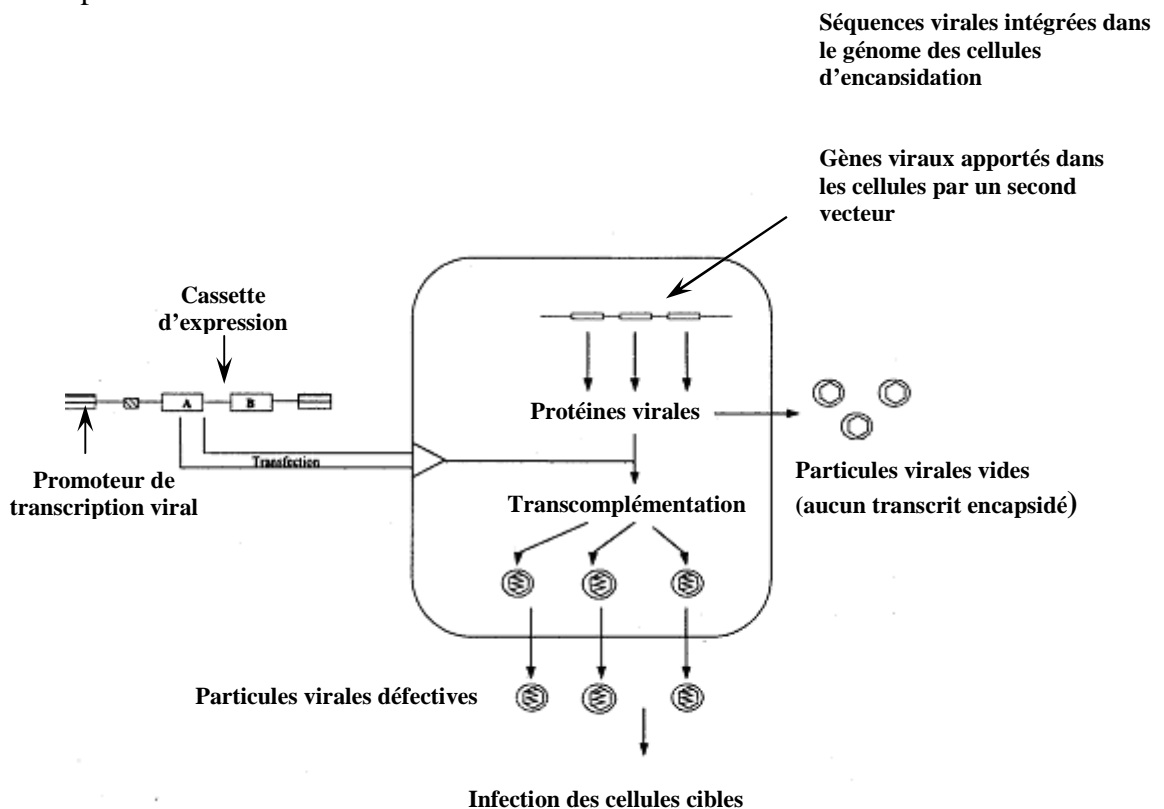 Séquences virales intégrées dans
le génome des cellules
d'encapsidation
Gènes viraux apportés dans
les cellules par un second
vecteur
Cassette
d'expression
A
B
Transfection
Promoteur de
transcription viral
Protéines virales
Transcomplémentation
Particules virales vides
(aucun transcrit encapsidé)
Particules virales défectives
Infection des cellules cibles